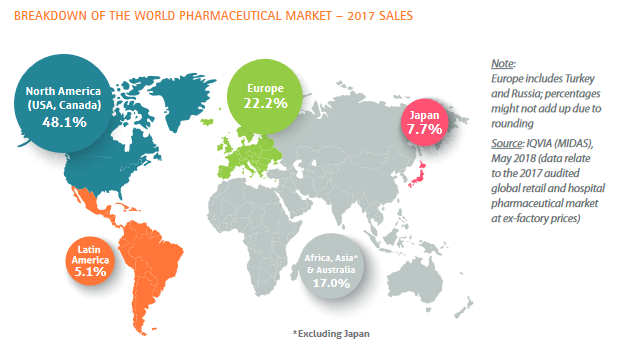 BREAKDOWN OF THE WORLD PHARMACEUTICAL MARKET – 2017 SALES
North America
(USA, Canada)
48.1%
Europe
22.2%
Japan
7.7%
Latin
America
5.1%
Africa, Asia*
& Australia
17.0%
*Excluding Japan
Note:
Europe includes Turkey
and Russia; percentages
might not add up due to
rounding
Source: IQVIA (MIDAS),
May 2018 (data relate
to the 2017 audited
global retail and hospital
pharmaceutical market
at ex-factory prices)